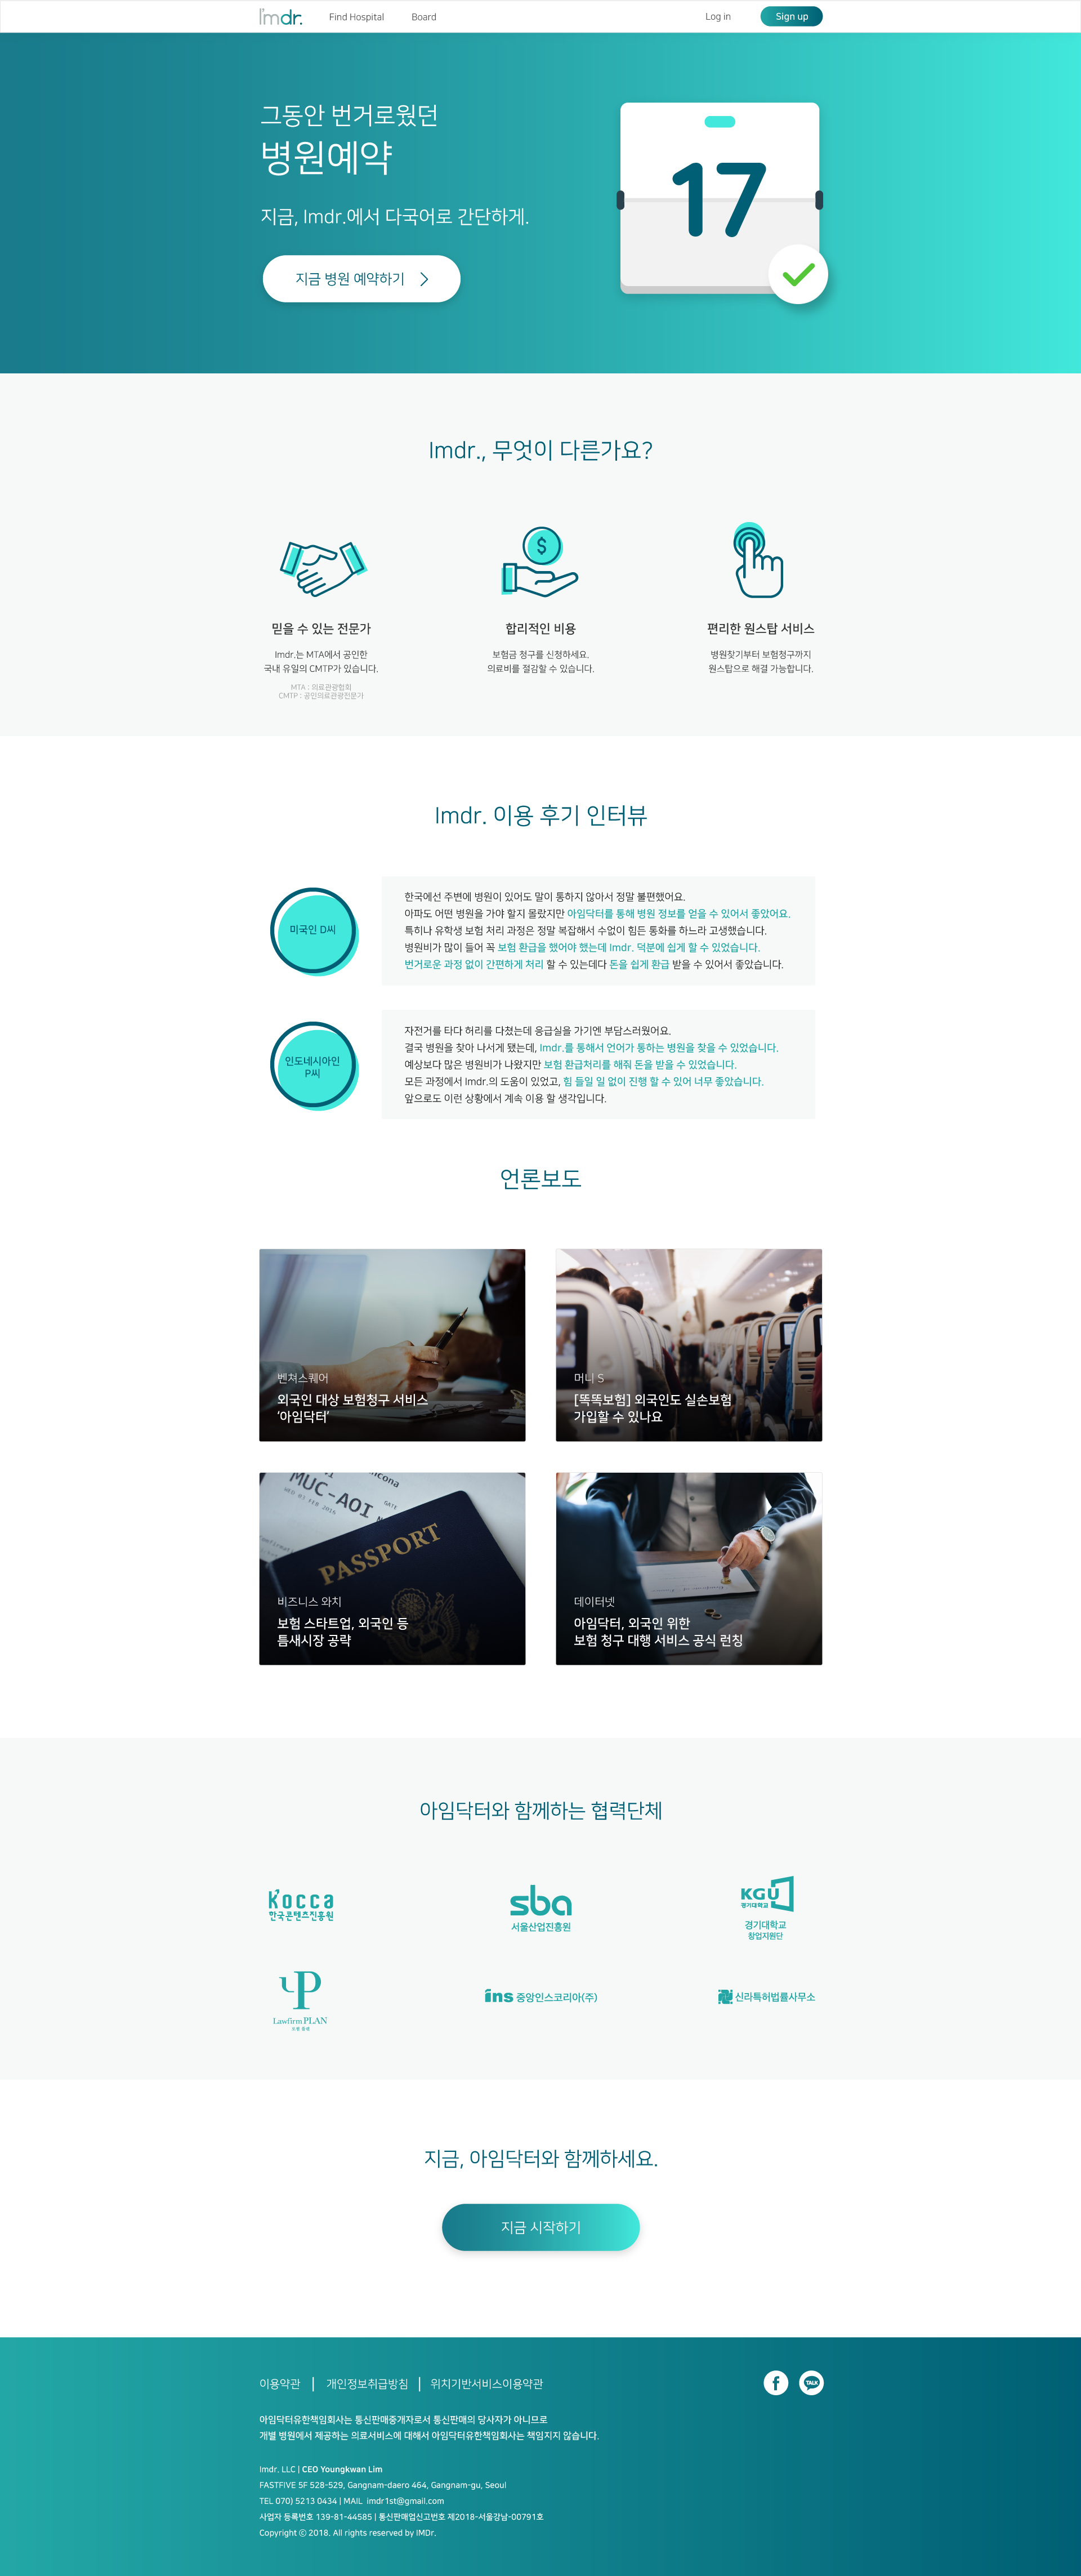 I'mdr.
Find Hospital
Board
Log in
Sign up
그동안 번거로웠던
병원예약
지금, Imdr.에서 다국어로 간단하게.
지금 병원 예약하기
17
Imdr., 무엇이 다른가요?
믿을 수 있는 전문가
Imdr.는 MTA에서 공인한
국내 유일의 CMTP가 있습니다.
MTA : 의료관광협회
CMTP : 공인의료관광전문가
$
합리적인 비용
보험금 청구를 신청하세요.
의료비를 절감할 수 있습니다.
편리한 원스탑 서비스
병원찾기부터 보험청구까지
원스탑으로 해결 가능합니다.
Imdr. 이용 후기 인터뷰
미국인 D씨
한국에선 주변에 병원이 있어도 말이 통하지 않아서 정말 불편했어요.
아파도 어떤 병원을 가야 할지 몰랐지만 아임닥터를 통해 병원 정보를 얻을 수 있어서 좋았어요.
특히나 유학생 보험 처리 과정은 정말 복잡해서 수없이 힘든 통화를 하느라 고생했습니다.
병원비가 많이 들어 꼭 보험 환급을 했어야 했는데 Imdr. 덕분에 쉽게 할 수 있었습니다.
번거로운 과정 없이 간편하게 처리 할 수 있는데다 돈을 쉽게 환급 받을 수 있어서 좋았습니다.
인도네시아인
P씨
자전거를 타다 허리를 다쳤는데 응급실을 가기엔 부담스러웠어요.
결국 병원을 찾아 나서게 됐는데, Imdr.를 통해서 언어가 통하는 병원을 찾을 수 있었습니다.
예상보다 많은 병원비가 나왔지만 보험 환급처리를 해줘 돈을 받을 수 있었습니다.
모든 과정에서 Imdr.의 도움이 있었고, 힘 들일 일 없이 진행 할 수 있어 너무 좋았습니다.
앞으로도 이런 상황에서 계속 이용 할 생각입니다.
언론보도
벤쳐스퀘어
외국인 대상 보험청구 서비스
'아임닥터'
머니 S
[똑똑보험] 외국인도 실손보험
가입할 수 있나요
MUC-AOI
Ancona
GATE
PASSPORT
비즈니스 와치
보험 스타트업, 외국인 등
틈새시장 공략
데이터넷
아임닥터, 외국인 위한
보험 청구 대행 서비스 공식 런칭
아임닥터와 함께하는 협력단체
Kocca
한국콘텐츠진흥원
sba
서울산업진흥원
KGU
경기대학교
경기대학교
창업지원단
Lawfirm PLAN
ins 중앙인스코리아(주)
신라특허법률사무소
지금, 아임닥터와 함께하세요.
지금 시작하기
이용약관 | 개인정보취급방침 | 위치기반서비스이용약관
f
TALK
아임닥터유한책임회사는 통신판매중개자로서 통신판매의 당사자가 아니므로
개별 병원에서 제공하는 의료서비스에 대해서 아임닥터유한책임회사는 책임지지 않습니다.
Imdr. LLC | CEO Youngkwan Lim
FASTFIVE 5F 528-529, Gangnam-daero 464, Gangnam-gu, Seoul
TEL 070) 5213 0434 | MAIL imdr1st@gmail.com
사업자 등록번호 139-81-44585 | 통신판매업신고번호 제2018-서울강남-00791호
Copyright ⓒ 2018. All rights reserved by IMDr.